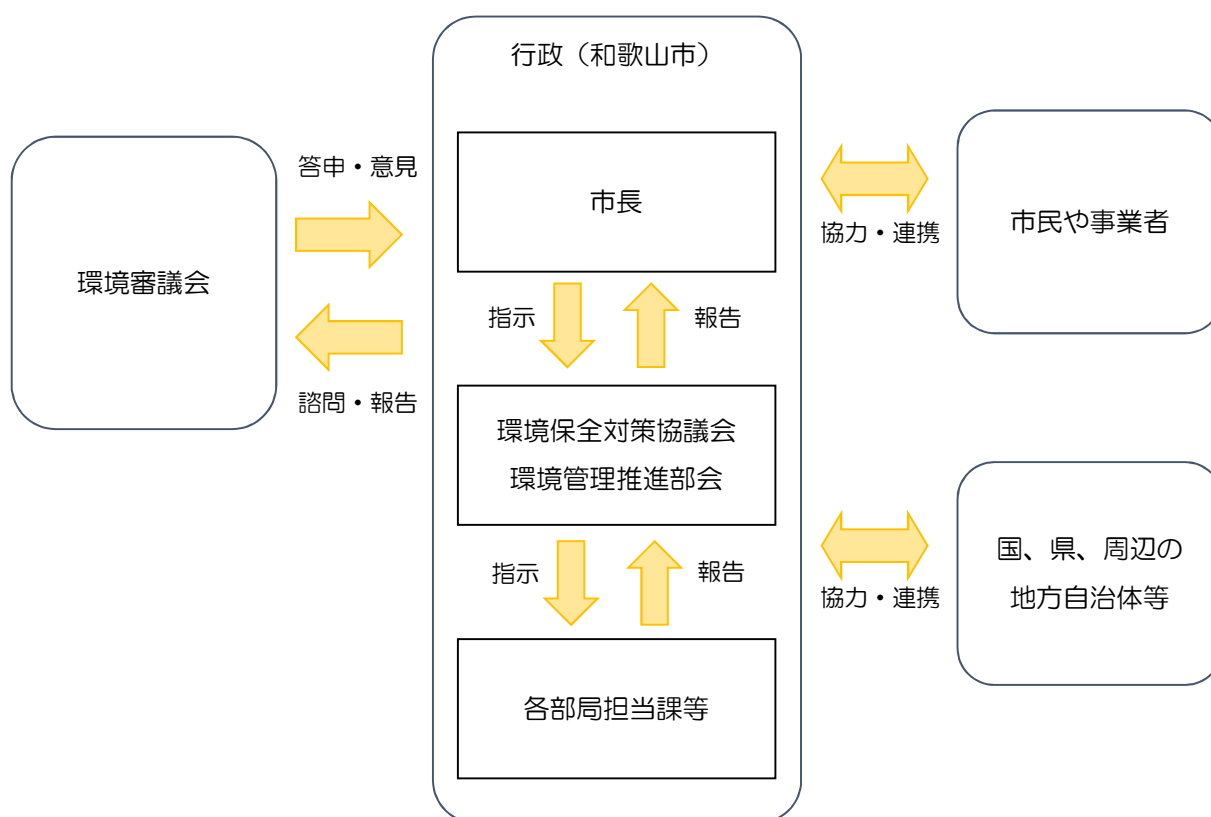 行政（和歌山市）
環境審議会
答申・意見
諮問・報告
市長
指示
報告
環境保全対策協議会
環境管理推進部会
指示
報告
各部局担当課等
協力・連携
市民や事業者
協力・連携
国、県、周辺の
地方自治体等